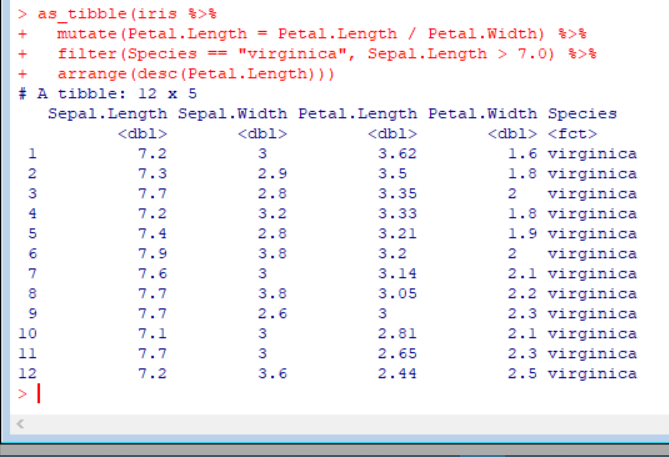 > as_tibble(iris %>%
+   mutate(Petal.Length = Petal.Length / Petal.Width) %>%
+   filter(Species == "virginica", Sepal.Length > 7.0) %>%
+   arrange(desc(Petal.Length)))
# A tibble: 12 x 5
   Sepal.Length Sepal.Width Petal.Length Petal.Width Species
          <dbl>       <dbl>        <dbl>       <dbl> <fct>
 1          7.2         3           3.62         1.6 virginica
 2          7.3         2.9         3.5          1.8 virginica
 3          7.7         2.8         3.35         2   virginica
 4          7.2         3.2         3.33         1.8 virginica
 5          7.4         2.8         3.21         1.9 virginica
 6          7.9         3.8         3.2          2   virginica
 7          7.6         3           3.14         2.1 virginica
 8          7.7         3.8         3.05         2.2 virginica
 9          7.7         2.6         3            2.3 virginica
10          7.1         3           2.81         2.1 virginica
11          7.7         3           2.65         2.3 virginica
12          7.2         3.6         2.44         2.5 virginica
>